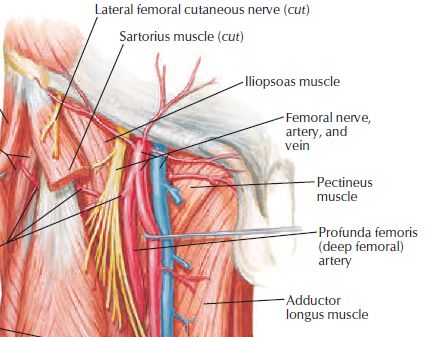 Lateral femoral cutaneous nerve (cut)
Sartorius muscle (cut)
Iliopsoas muscle
Femoral nerve,
artery, and
vein
Pectineus
muscle
Profunda femoris
(deep femoral)
artery
Adductor
longus muscle